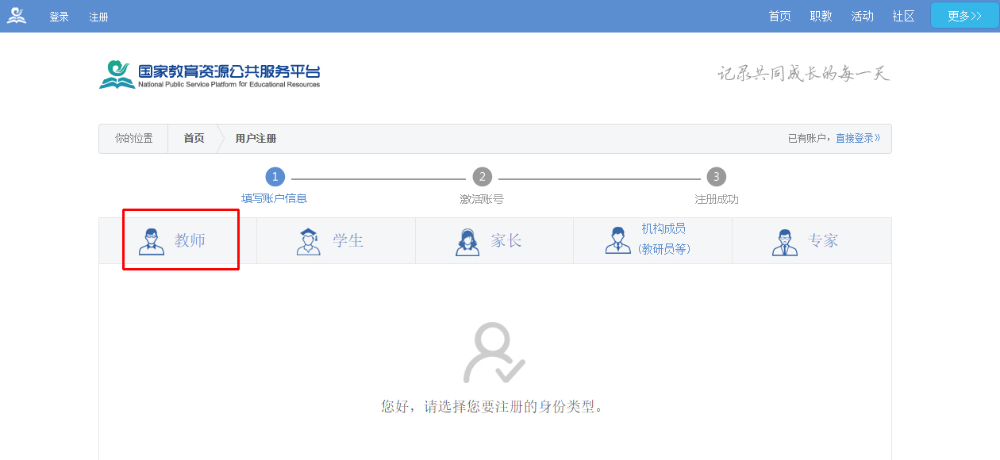 登录 注册 首页 职教 活动 社区 更多>>
国家教育资源公共服务平台
National Public Service Platform for Educational Resources
记录共同成长的每一天
你的位置 首页 用户注册 已有账户，直接登录»
1 2 3
填写账户信息 激活账号 注册成功
教师 学生 家长 机构成员 专家
(教研员等)
您好，请选择您要注册的身份类型。